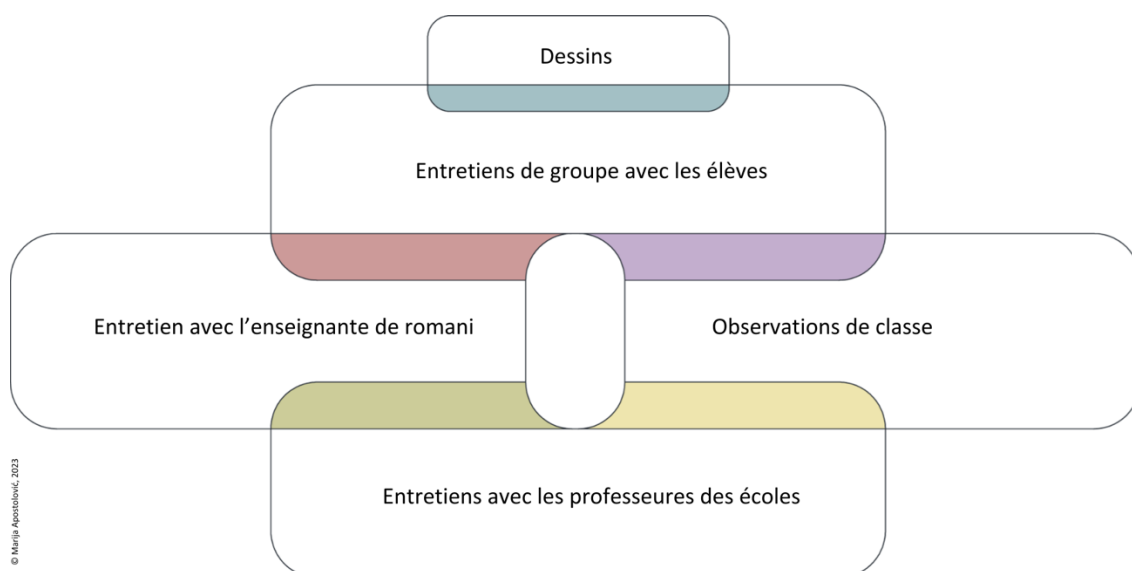 Dessins
Entretiens de groupe avec les élèves
Entretien avec l’enseignante de romani
Observations de classe
Entretiens avec les professeures des écoles
© Marija Apostolović, 2023